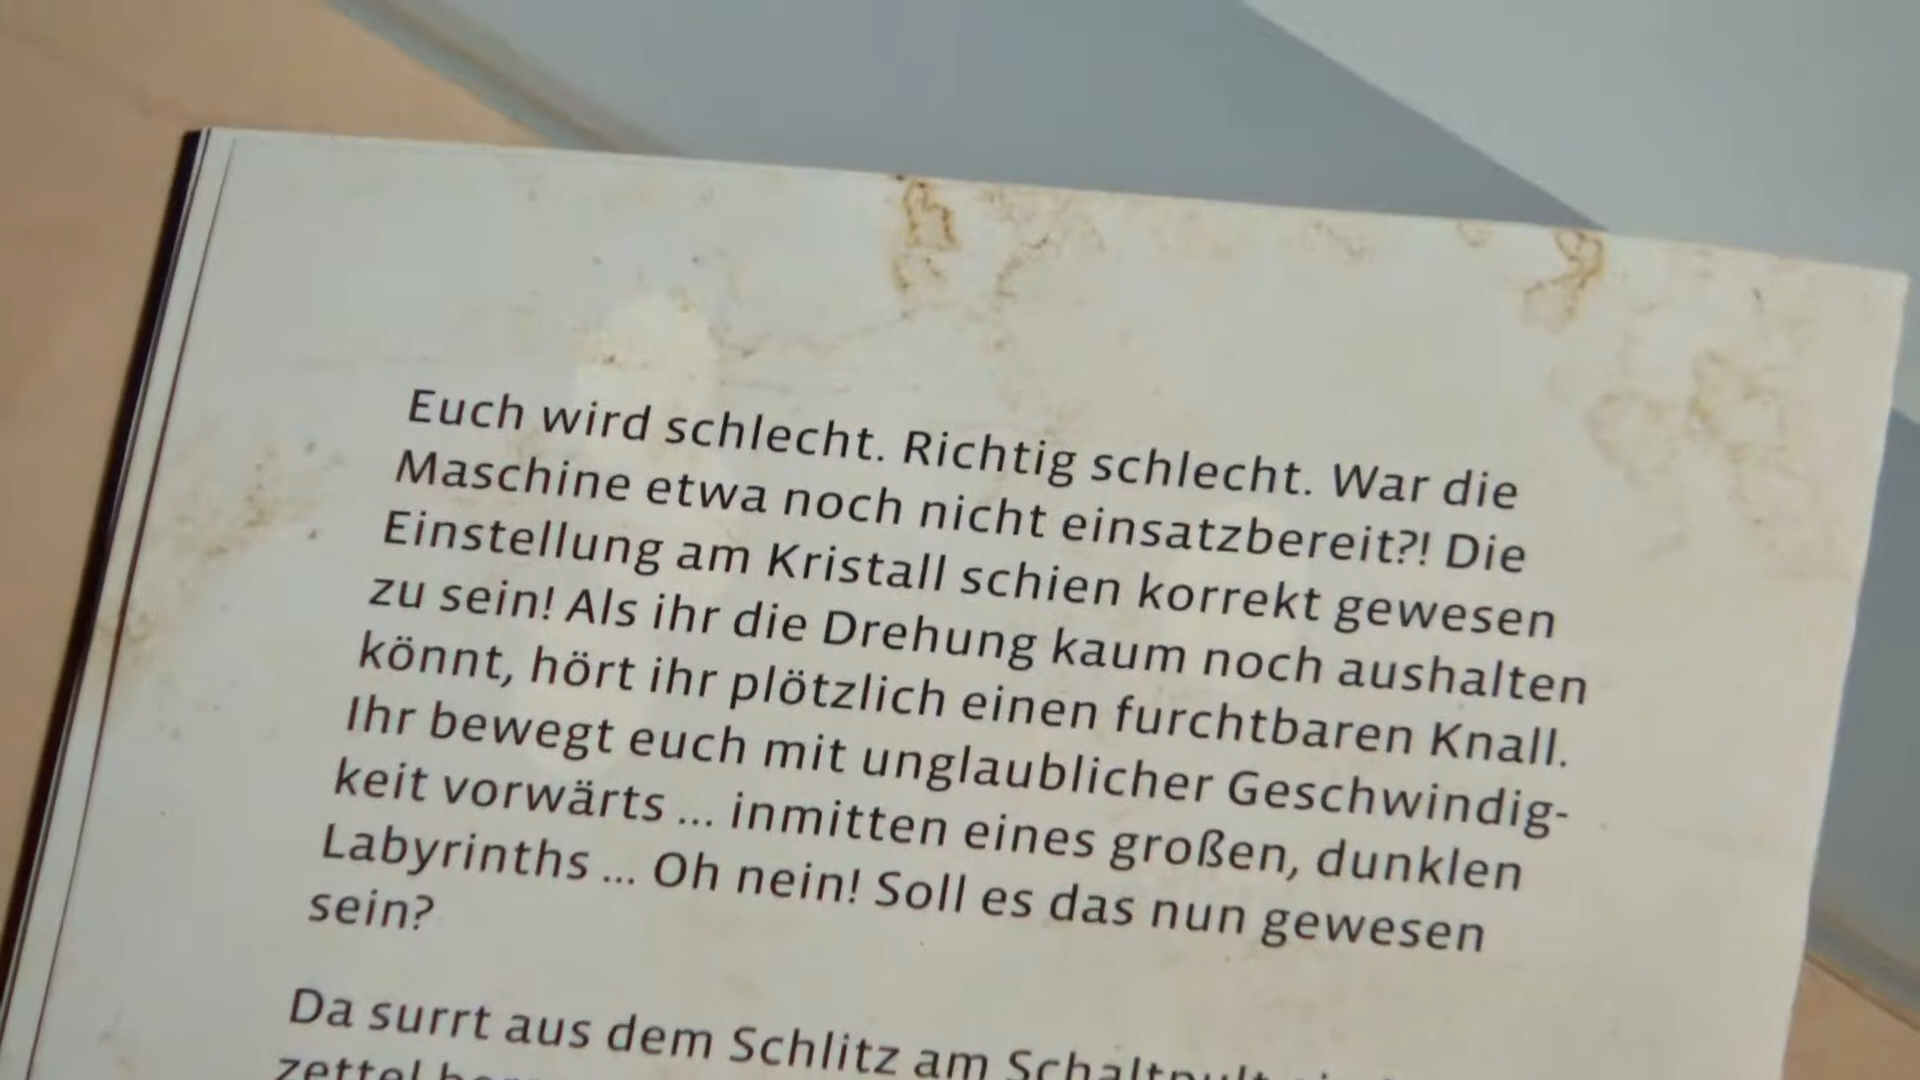 Euch wird schlecht. Richtig schlecht. War die
Maschine etwa noch nicht einsatzbereit?! Die
Einstellung am Kristall schien korrekt gewesen
zu sein! Als ihr die Drehung kaum noch aushalten
könnt, hört ihr plötzlich einen furchtbaren Knall.
Ihr bewegt euch mit unglaublicher Geschwindig-
keit vorwärts ... inmitten eines großen, dunklen
Labyrinths ... Oh nein! Soll es das nun gewesen
sein?
Da surrt aus dem Schlitz am Schaltpult
zettel